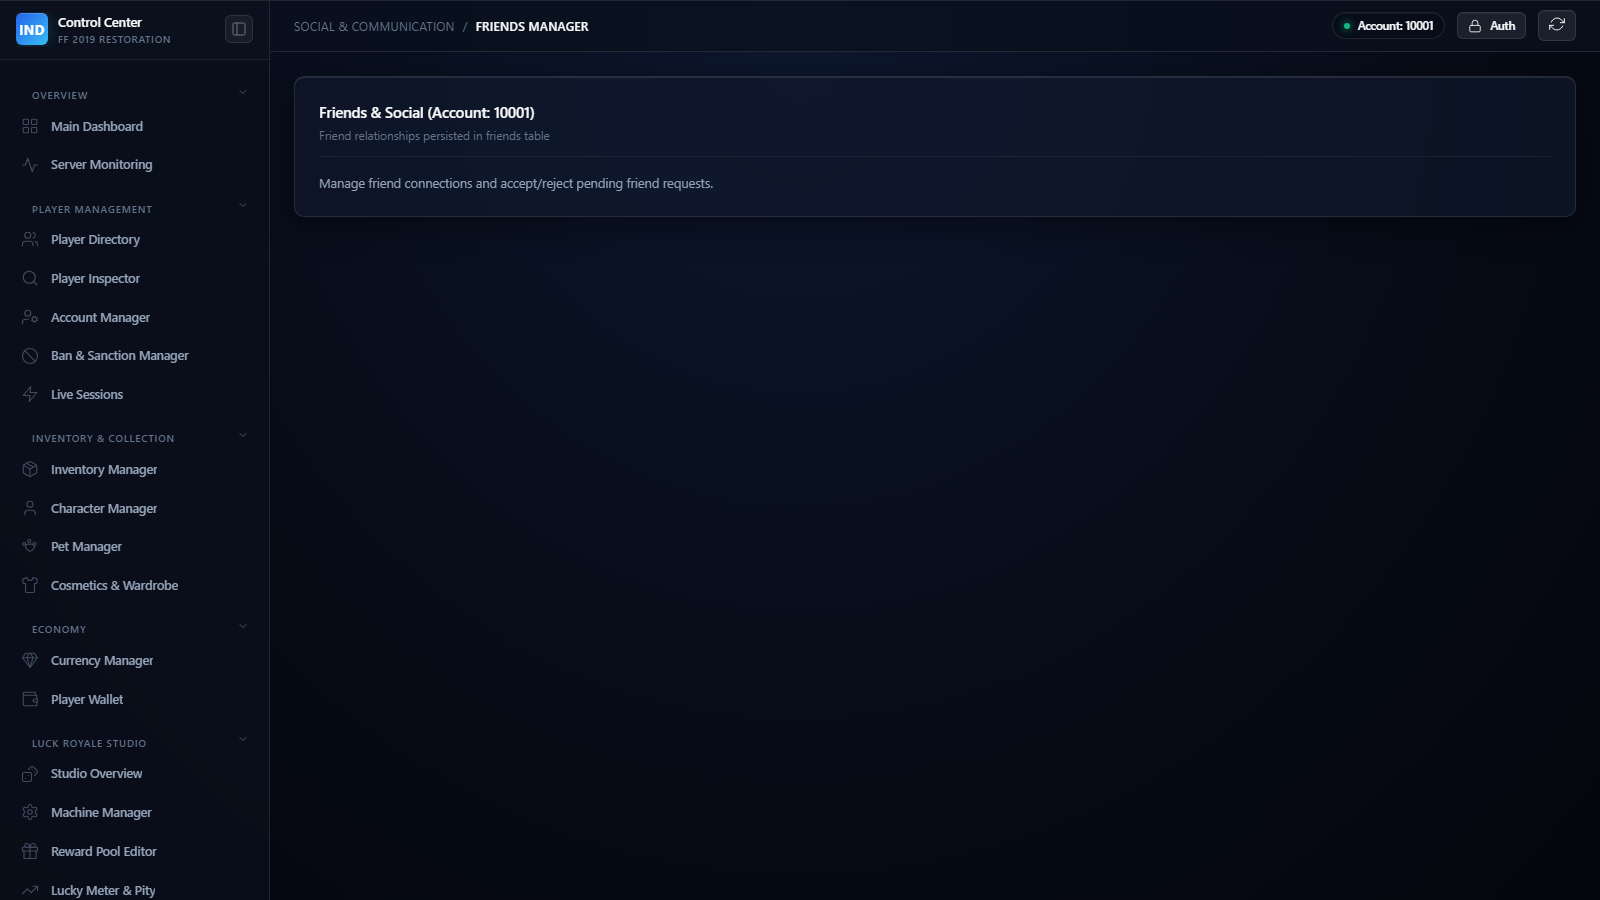 IND
Control Center
FF 2019 RESTORATION
SOCIAL & COMMUNICATION / FRIENDS MANAGER
Account: 10001
Auth
OVERVIEW
Main Dashboard
Server Monitoring
PLAYER MANAGEMENT
Player Directory
Player Inspector
Account Manager
Ban & Sanction Manager
Live Sessions
INVENTORY & COLLECTION
Inventory Manager
Character Manager
Pet Manager
Cosmetics & Wardrobe
ECONOMY
Currency Manager
Player Wallet
LUCK ROYALE STUDIO
Studio Overview
Machine Manager
Reward Pool Editor
Lucky Meter & Pity
Friends & Social (Account: 10001)
Friend relationships persisted in friends table
Manage friend connections and accept/reject pending friend requests.